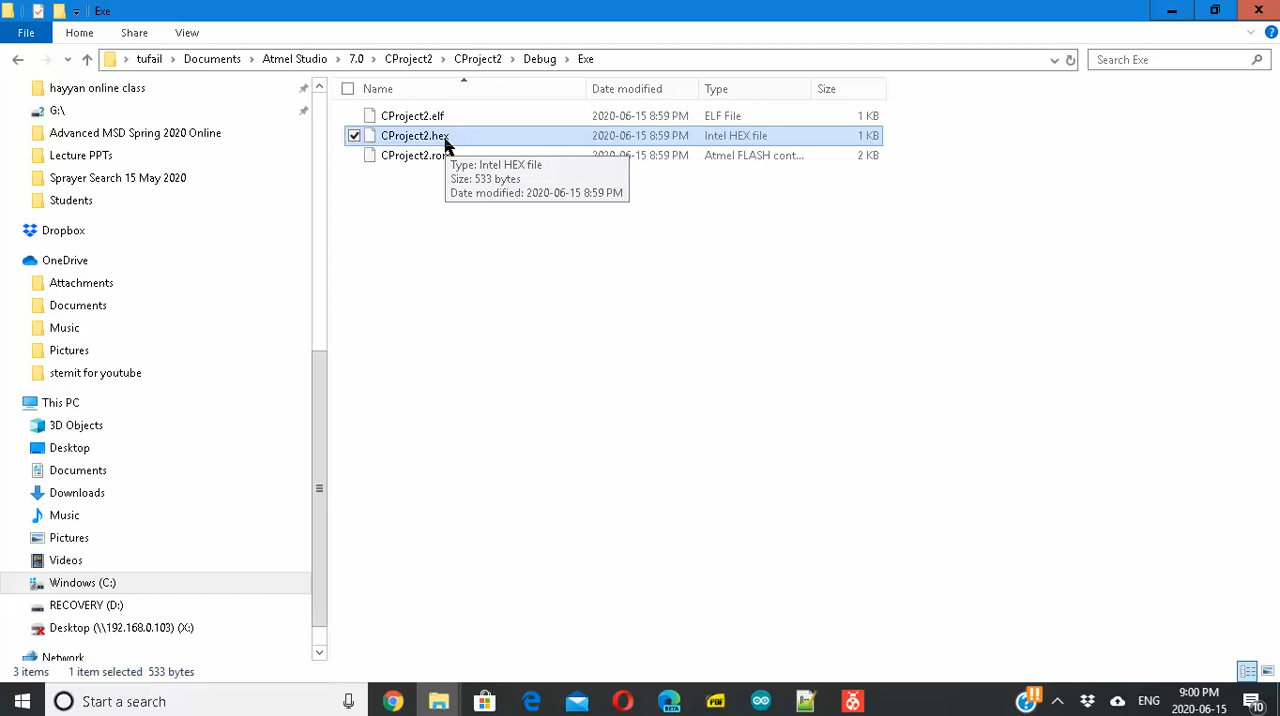 Exe
File Home Share View
tufail Documents Atmel Studio 7.0 CProject2 CProject2 Debug Exe
Search Exe
hayyan online class
G:\
Advanced MSD Spring 2020 Online
Lecture PPTs
Sprayer Search 15 May 2020
Students
Dropbox
OneDrive
Attachments
Documents
Music
Pictures
stemit for youtube
This PC
3D Objects
Desktop
Documents
Downloads
Music
Pictures
Videos
Windows (C:)
RECOVERY (D:)
Desktop (\\192.168.0.103) (X:)
Network
Name Date modified Type Size
CProject2.elf 2020-06-15 8:59 PM ELF File 1 KB
CProject2.hex 2020-06-15 8:59 PM Intel HEX file 1 KB
2020-06-15 8:59 PM Atmel FLASH cont... 2 KB
Type: Intel HEX file
Size: 533 bytes
Date modified: 2020-06-15 8:59 PM
3 items 1 item selected 533 bytes
Start a search
BETA
PDF
ENG
9:00 PM
2020-06-15
10